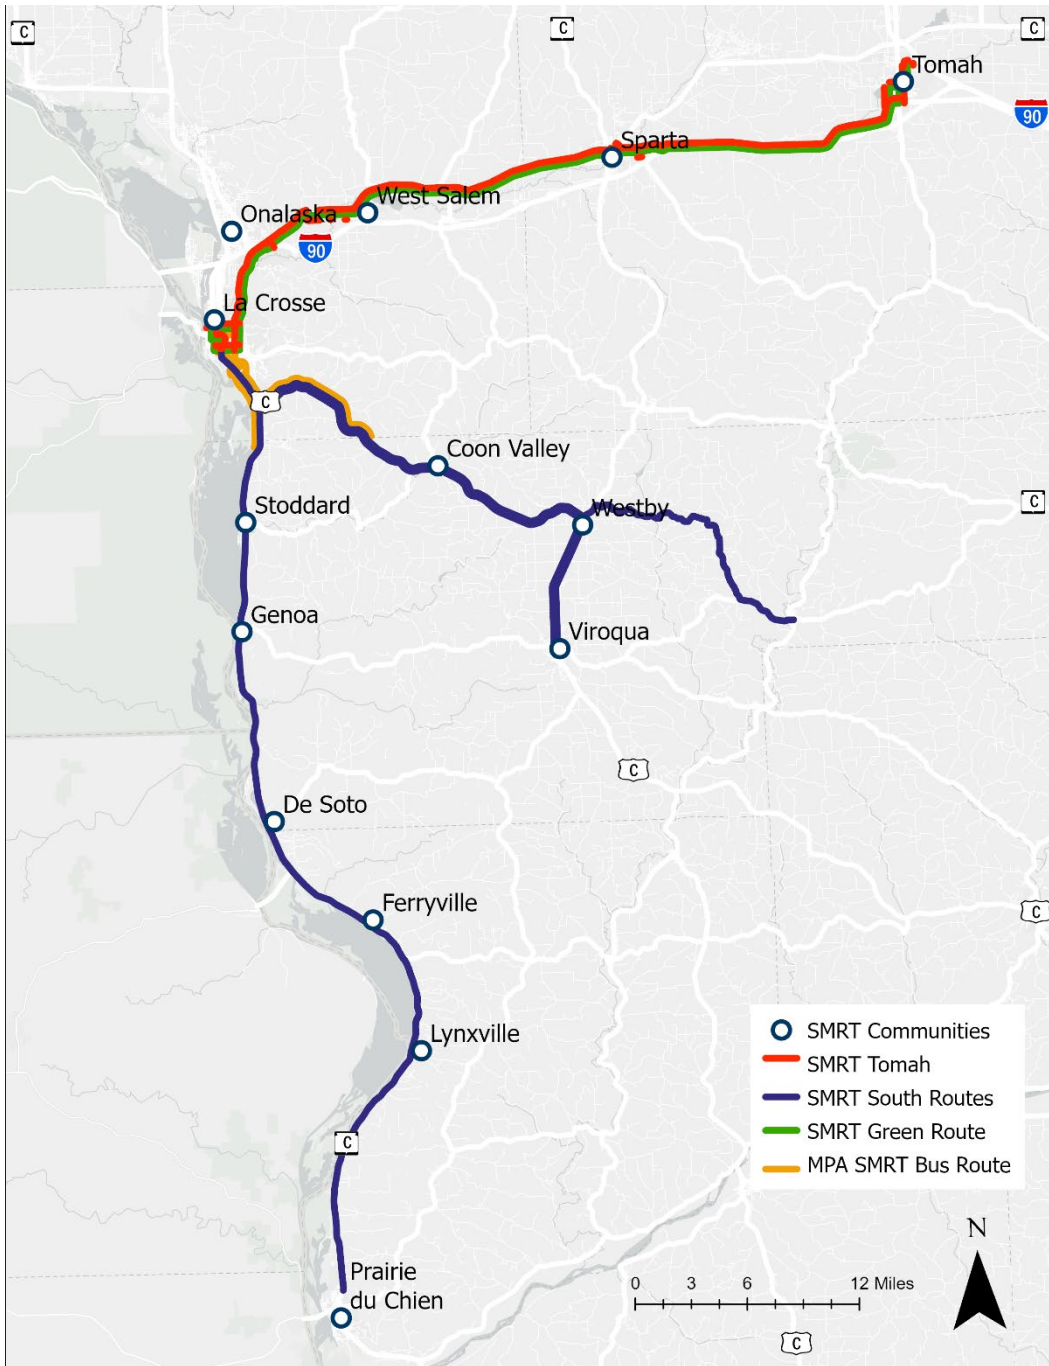 C
C
C
Tomah
90
Sparta
West Salem
Onalaska
90
La Crosse
C
Coon Valley
C
Stoddard
Westby
Genoa
Viroqua
C
De Soto
Ferryville
C
Lynxville
SMRT Communities
SMRT Tomah
SMRT South Routes
SMRT Green Route
MPA SMRT Bus Route
C
N
Prairie
du Chien
0 3 6 12 Miles
C